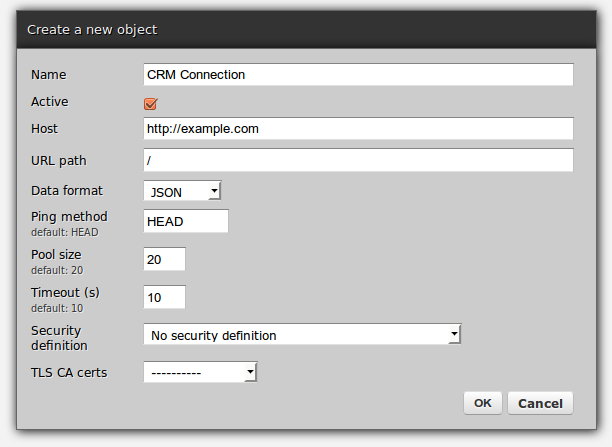 Create a new object
Name CRM Connection
Active
Host http://example.com
URL path /
Data format JSON
Ping method HEAD
default: HEAD
Pool size 20
default: 20
Timeout (s) 10
default: 10
Security
definition No security definition
TLS CA certs ----------
OK Cancel